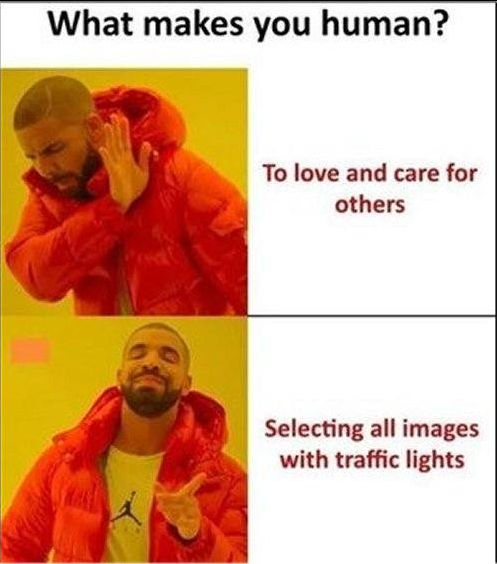 What makes you human?
To love and care for
others
Selecting all images
with traffic lights